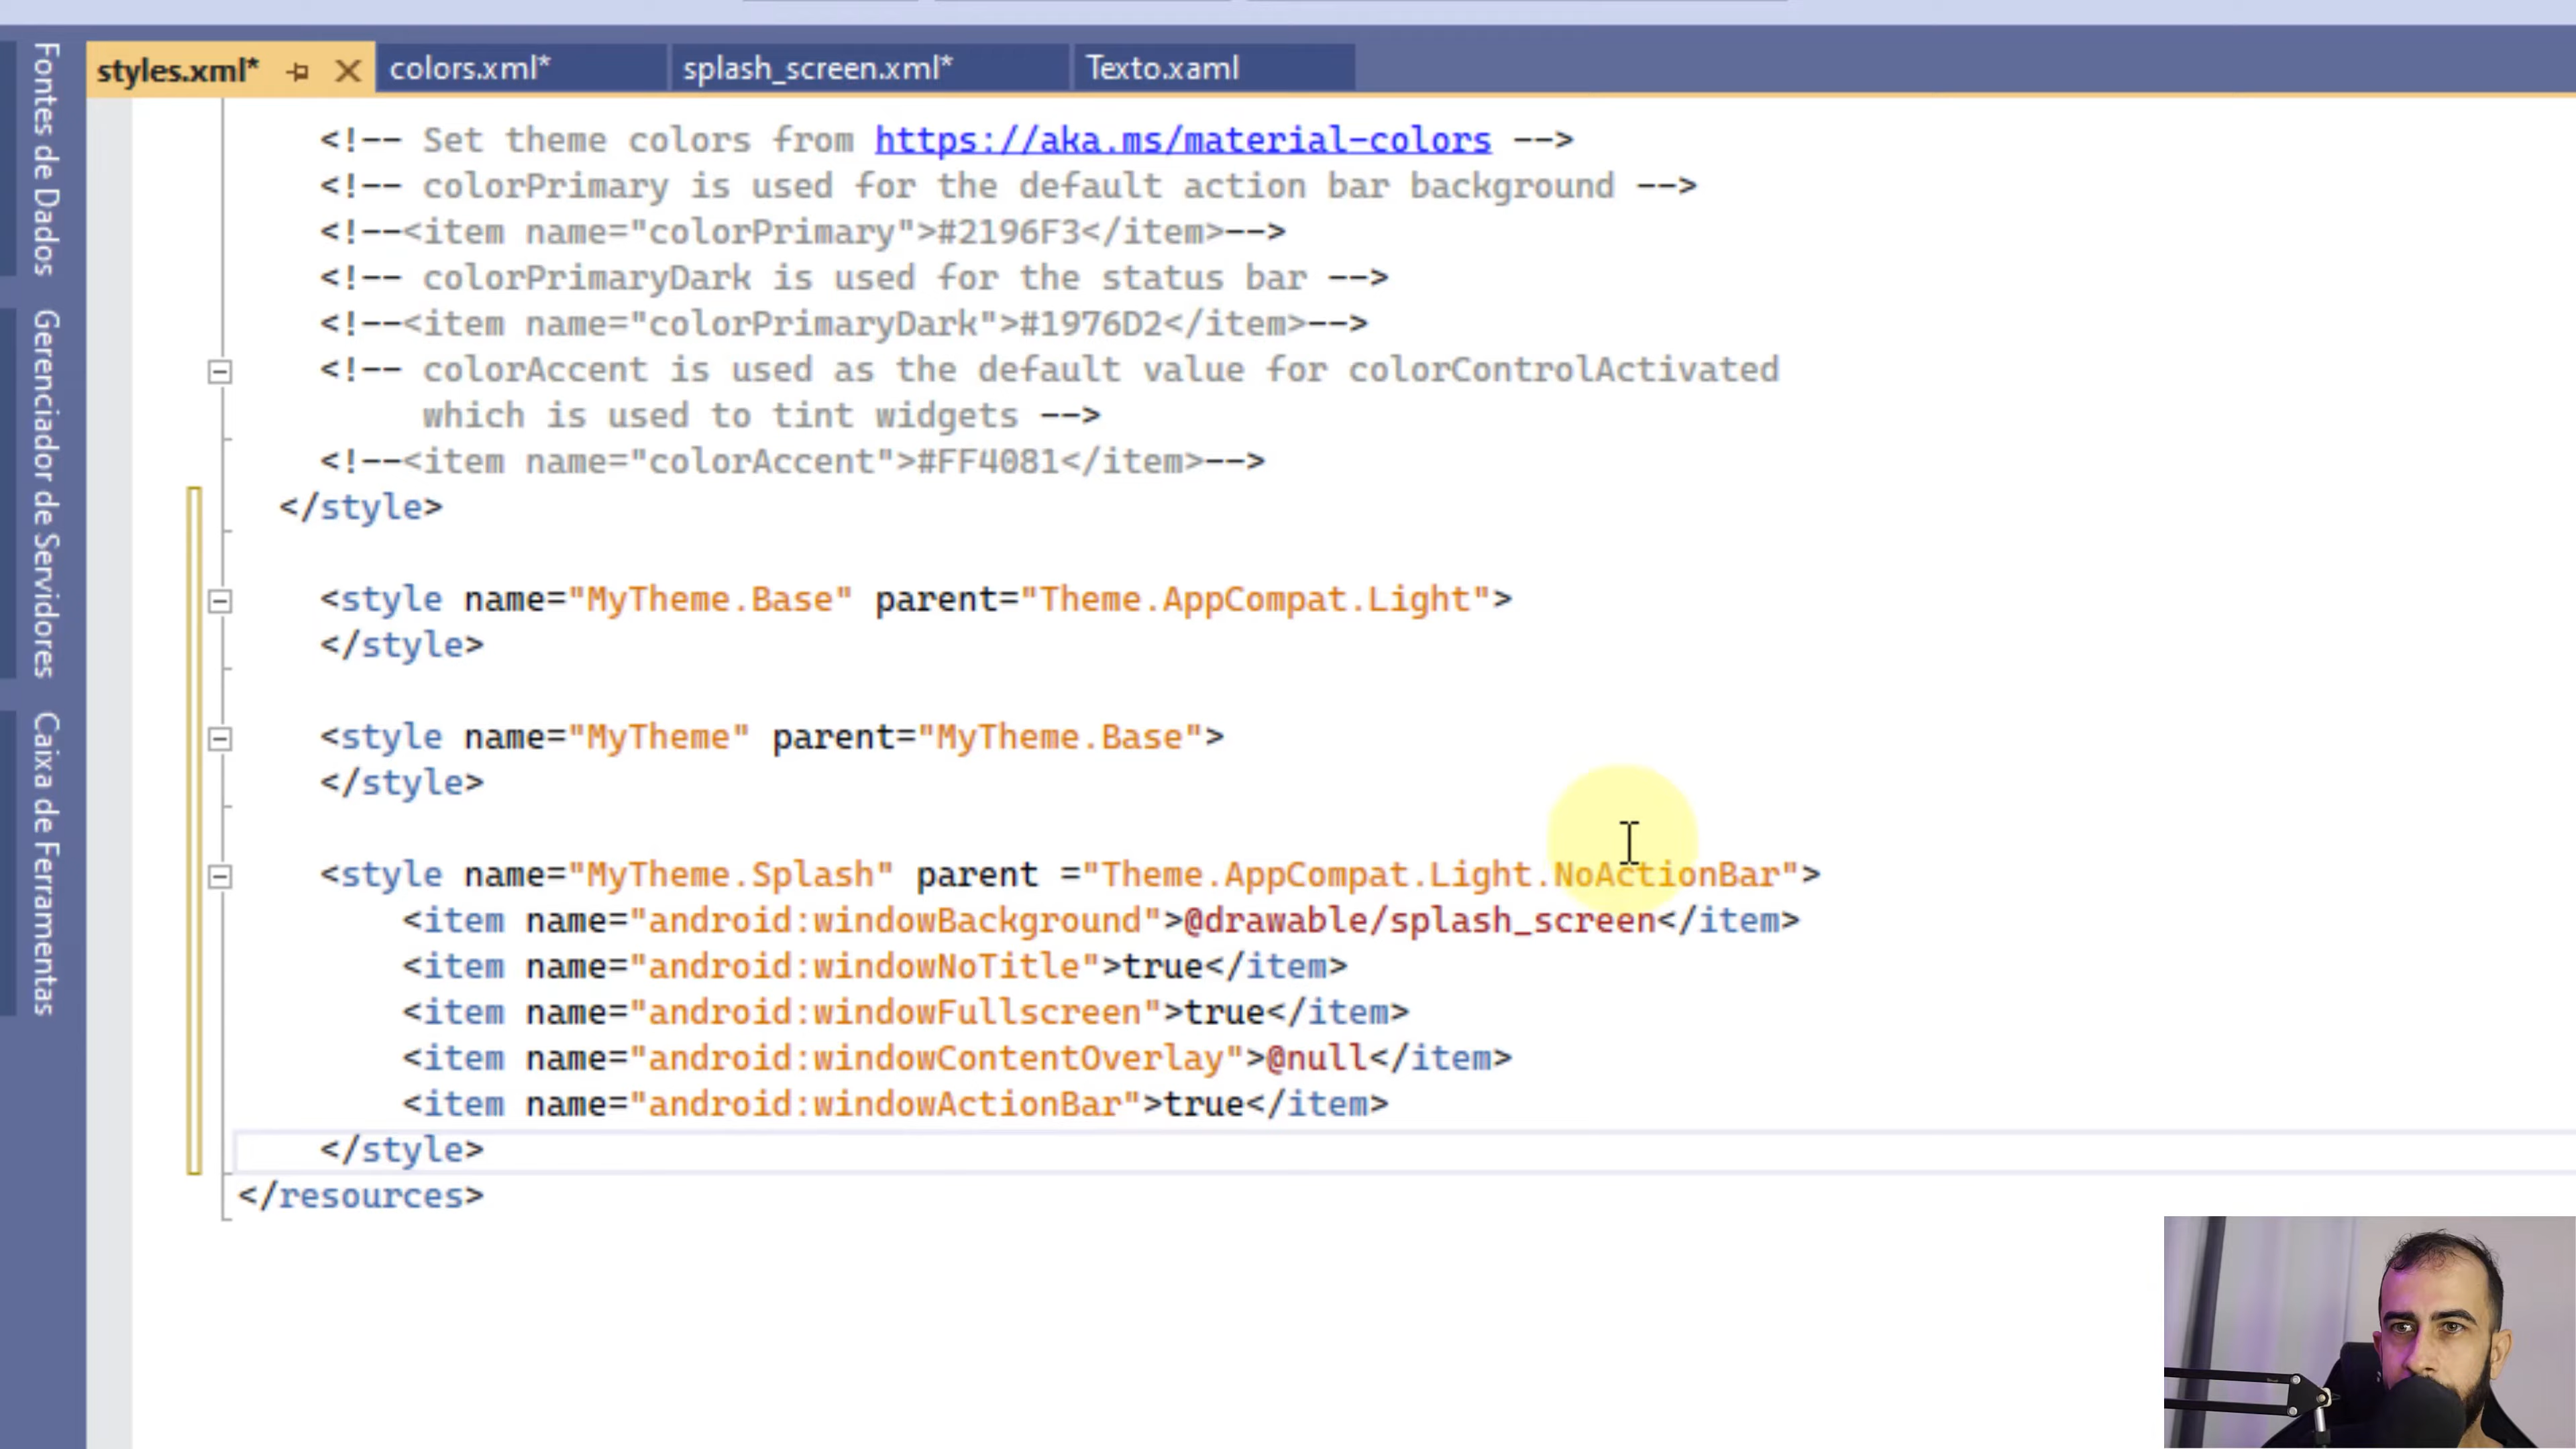 styles.xml*
colors.xml*
splash_screen.xml*
Texto.xaml
Fontes de Dados
Gerenciador de Servidores
Caixa de Ferramentas
<!-- Set theme colors from https://aka.ms/material-colors -->
<!-- colorPrimary is used for the default action bar background -->
<!--<item name="colorPrimary">#2196F3</item>-->
<!-- colorPrimaryDark is used for the status bar -->
<!--<item name="colorPrimaryDark">#1976D2</item>-->
<!-- colorAccent is used as the default value for colorControlActivated
which is used to tint widgets -->
<!--<item name="colorAccent">#FF4081</item>-->
</style>
<style name="MyTheme.Base" parent="Theme.AppCompat.Light">
</style>
<style name="MyTheme" parent="MyTheme.Base">
</style>
<style name="MyTheme.Splash" parent ="Theme.AppCompat.Light.NoActionBar">
<item name="android:windowBackground">@drawable/splash_screen</item>
<item name="android:windowNoTitle">true</item>
<item name="android:windowFullscreen">true</item>
<item name="android:windowContentOverlay">@null</item>
<item name="android:windowActionBar">true</item>
</style>
</resources>